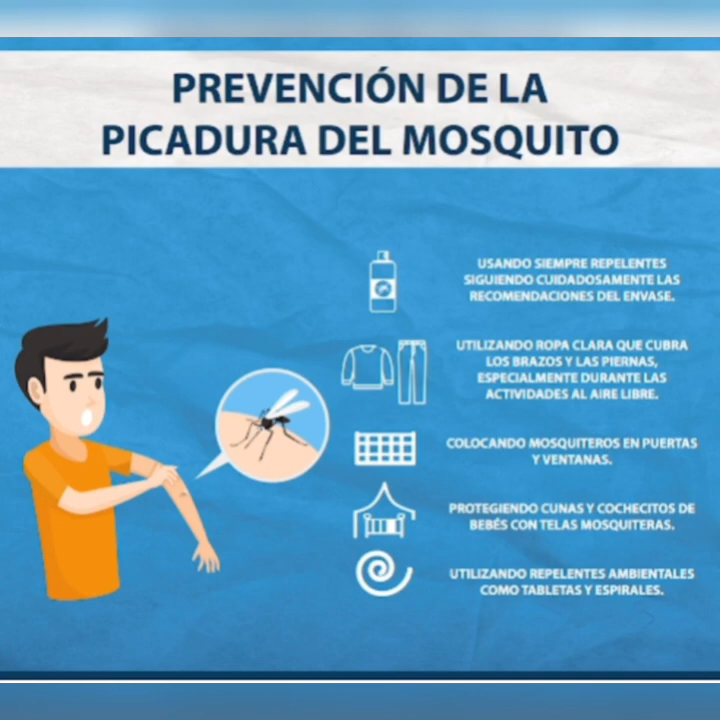 PREVENCIÓN DE LA
PICADURA DEL MOSQUITO
USANDO SIEMPRE REPELENTES
SIGUIENDO CUIDADOSAMENTE LAS
RECOMENDACIONES DEL ENVASE.
UTILIZANDO ROPA CLARA QUE CUBRA
LOS BRAZOS Y LAS PIERNAS,
ESPECIALMENTE DURANTE LAS
ACTIVIDADES AL AIRE LIBRE.
COLOCANDO MOSQUITEROS EN PUERTAS
Y VENTANAS.
PROTEGIENDO CUNAS Y COCHECITOS DE
BEBÉS CON TELAS MOSQUITERAS.
UTILIZANDO REPELENTES AMBIENTALES
COMO TABLETAS Y ESPIRALES.